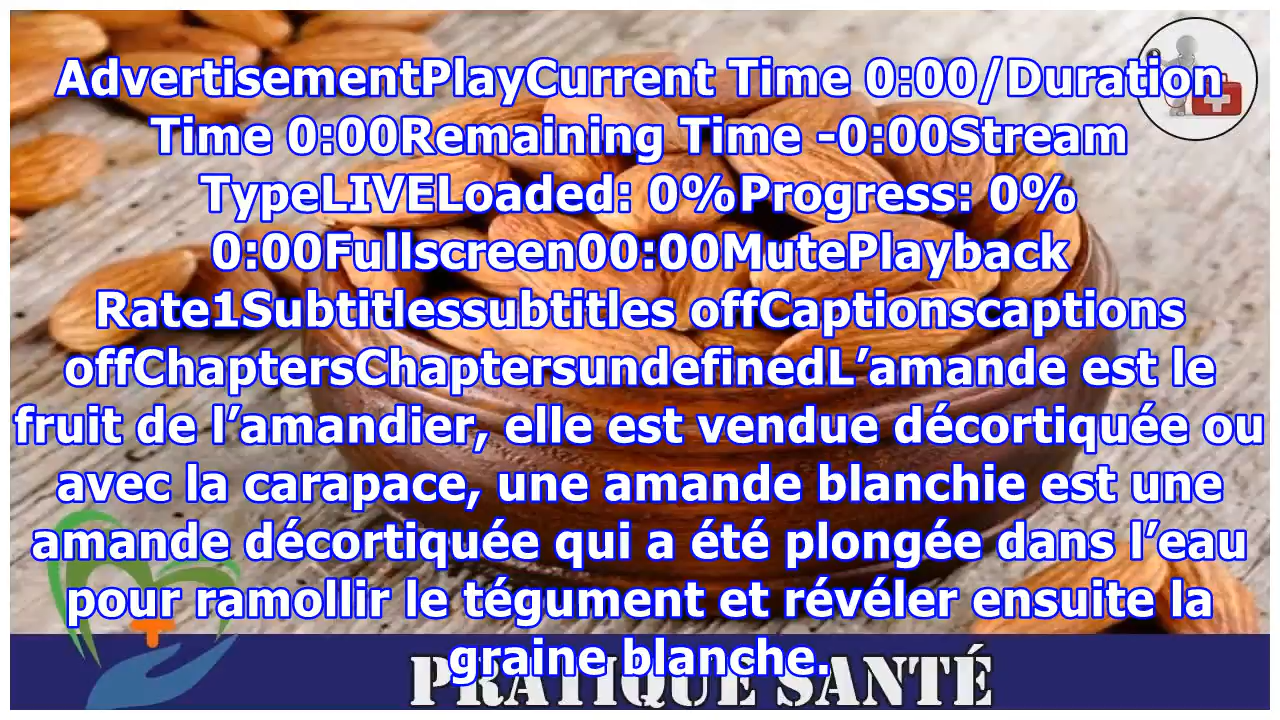 AdvertisementPlayCurrent Time 0:00/Duration
Time 0:00Remaining Time -0:00Stream
TypeLIVELoaded: 0%Progress: 0%
0:00Fullscreen00:00MutePlayback
Rate1Subtitlessubtitles offCaptionscaptions
offChaptersChaptersundefinedL’amande est le
fruit de l’amandier, elle est vendue décortiquée ou
avec la carapace, une amande blanchie est une
amande décortiquée qui a été plongée dans l’eau
pour ramollir le tégument et révéler ensuite la
graine blanche.
PRATIQUE SANTÉ